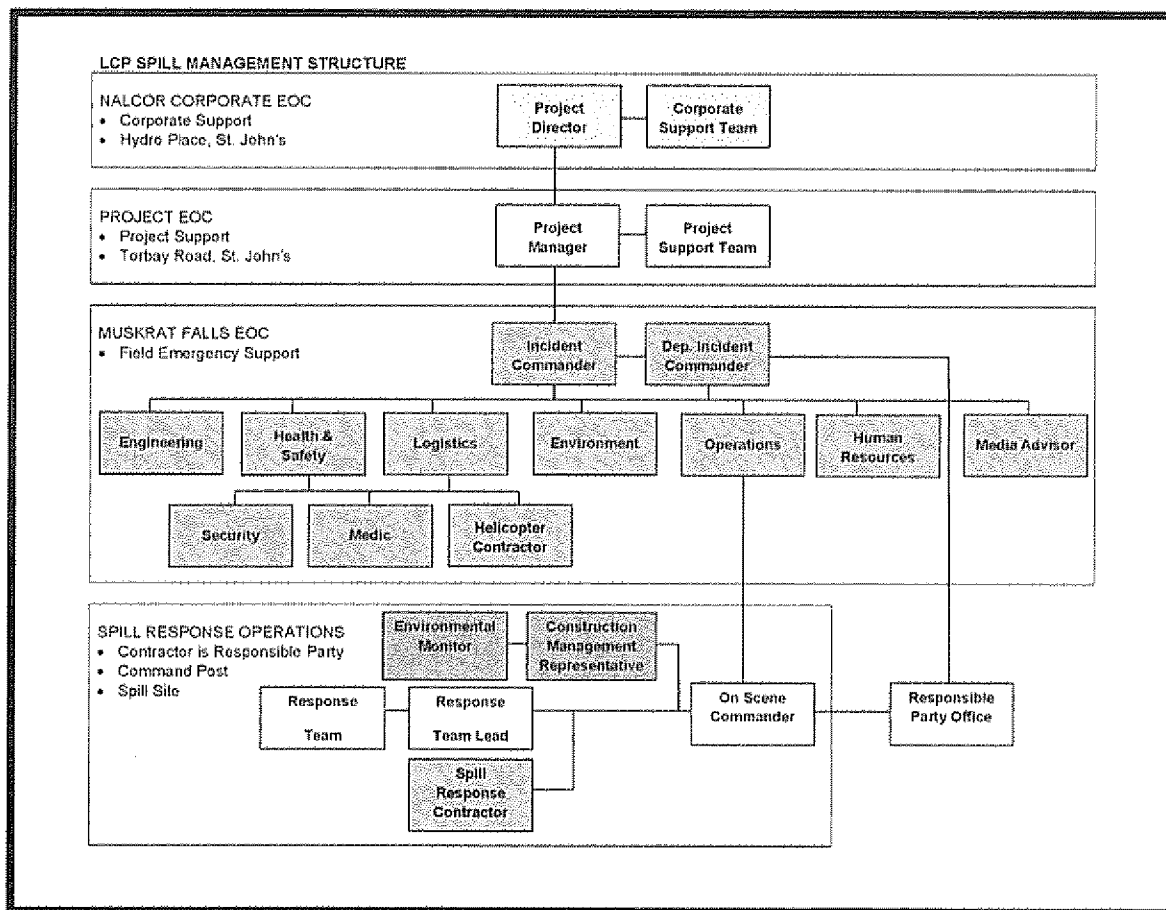 LCP SPILL MANAGEMENT STRUCTURE
NALCOR CORPORATE EOC
• Corporate Support
• Hydro Place, St. John's
Project
Director
Corporate
Support Team
PROJECT EOC
• Project Support
• Torbay Road, St. John's
Project
Manager
Project
Support Team
MUSKRAT FALLS EOC
• Field Emergency Support
Incident
Commander
Dep. Incident
Commander
Engineering
Health &
Safety
Logistics
Environment
Operations
Human
Resources
Media Advisor
Security
Medic
Helicopter
Contractor
SPILL RESPONSE OPERATIONS
• Contractor is Responsible Party
• Command Post
• Spill Site
Environmental
Monitor
Construction
Management
Representative
Response
Team
Response
Team Lead
On Scene
Commander
Responsible
Party Office
Spill
Response
Contractor